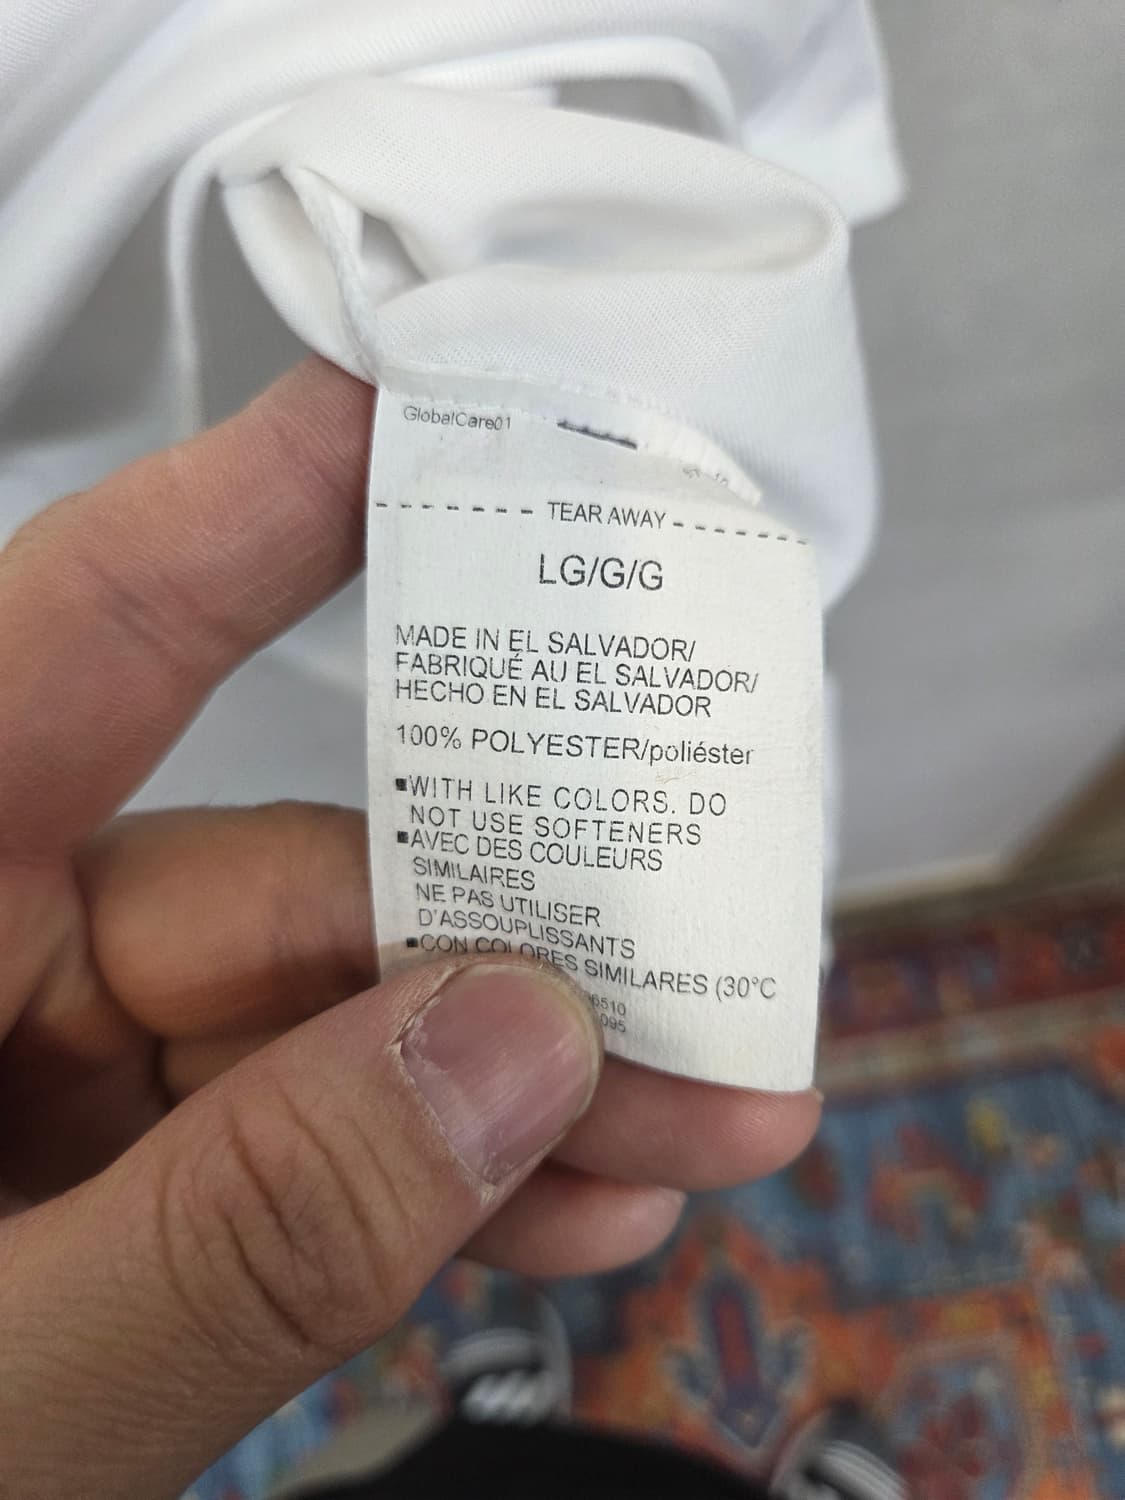 GlobalCare01
TEAR AWAY
LG/G/G
MADE IN EL SALVADOR/
FABRIQUÉ AU EL SALVADOR/
HECHO EN EL SALVADOR
100% POLYESTER/poliéster
▪WITH LIKE COLORS. DO
NOT USE SOFTENERS
▪AVEC DES COULEURS
SIMILAIRES
NE PAS UTILISER
D'ASSOUPLISSANTS
▪CON COLORES SIMILARES (30°C
6510
095